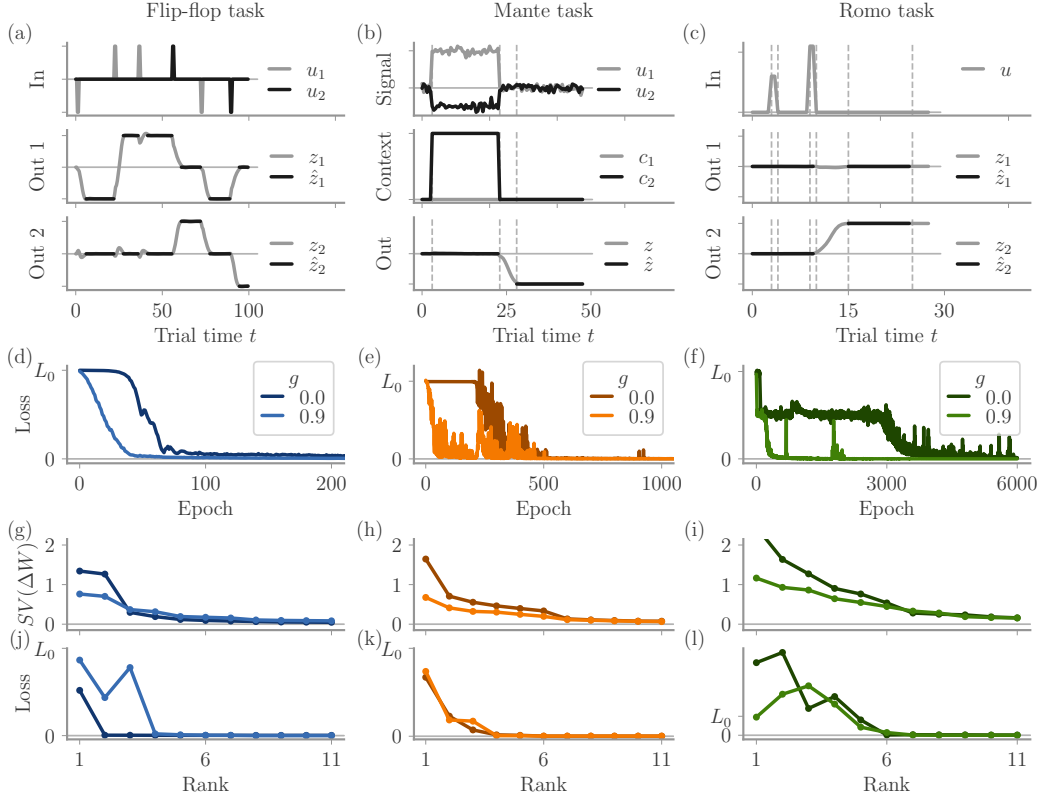 Flip-flop task
Mante task
Romo task
(a)
In
u₁
u₂
Out 1
z₁
ẑ₁
Out 2
z₂
ẑ₂
0
50
100
Trial time t
(b)
Signal
u₁
u₂
Context
c₁
c₂
Out
z
ẑ
0
25
50
Trial time t
(c)
In
u
Out 1
z₁
ẑ₁
Out 2
z₂
ẑ₂
0
15
30
Trial time t
(d)
L₀
Loss
0
g
0.0
0.9
0
100
200
Epoch
(e)
L₀
0
g
0.0
0.9
0
500
1000
Epoch
(f)
L₀
0
g
0.0
0.9
0
3000
6000
Epoch
(g)
SV(ΔW)
2
1
0
(h)
2
1
0
(i)
2
1
0
(j)
L₀
Loss
0
1
6
11
Rank
(k)
L₀
0
1
6
11
Rank
(l)
L₀
0
1
6
11
Rank